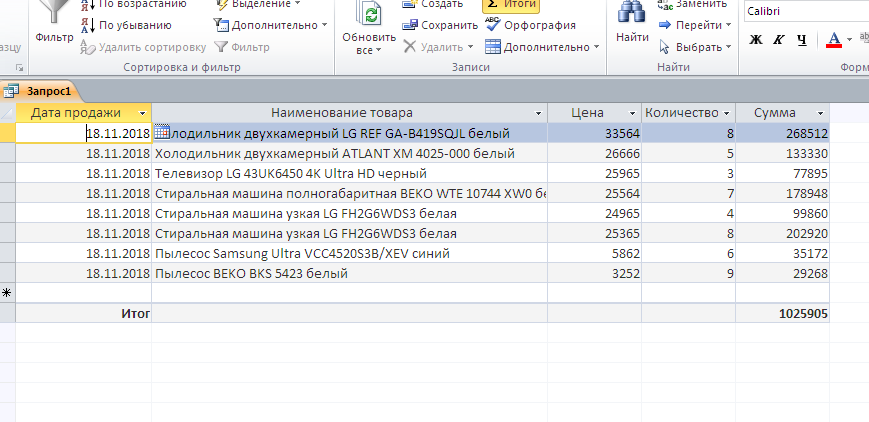 По возрастанию Выделение Создать Σ Итоги Заменить Calibri
Фильтр По убыванию Дополнительно Обновить все Сохранить ABC Орфография Найти Перейти
Удалить сортировку Фильтр Удалить Дополнительно Выбрать Ж К Ч А
Сортировка и фильтр Записи Найти Форм
Запрос1
Дата продажи Наименование товара Цена Количество Сумма
18.11.2018 лодильник двухкамерный LG REF GA-B419SQJL белый 33564 8 268512
18.11.2018 Холодильник двухкамерный ATLANT XM 4025-000 белый 26666 5 133330
18.11.2018 Телевизор LG 43UK6450 4K Ultra HD черный 25965 3 77895
18.11.2018 Стиральная машина полногабаритная BEKO WTE 10744 XW0 бе 25564 7 178948
18.11.2018 Стиральная машина узкая LG FH2G6WDS3 белая 24965 4 99860
18.11.2018 Стиральная машина узкая LG FH2G6WDS3 белая 25365 8 202920
18.11.2018 Пылесос Samsung Ultra VCC4520S3B/XEV синий 5862 6 35172
18.11.2018 Пылесос BEKO BKS 5423 белый 3252 9 29268
Итог 1025905